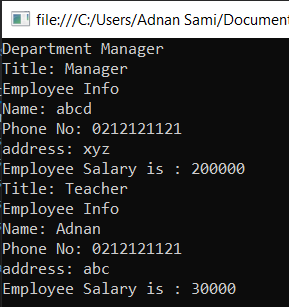 file:///C:/Users/Adnan Sami/Document
Department Manager
Title: Manager
Employee Info
Name: abcd
Phone No: 0212121121
address: xyz
Employee Salary is : 200000
Title: Teacher
Employee Info
Name: Adnan
Phone No: 0212121121
address: abc
Employee Salary is : 30000